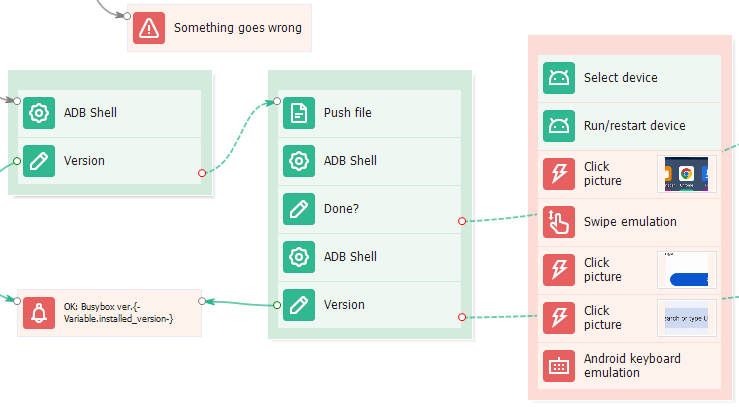 Something goes wrong
ADB Shell
Version
Push file
ADB Shell
Done?
ADB Shell
Version
OK: Busybox ver.{-
Variable.installed_version-}
Select device
Run/restart device
Click
picture
Swipe emulation
Click
picture
Click
picture
earch or type U
Android keyboard
emulation